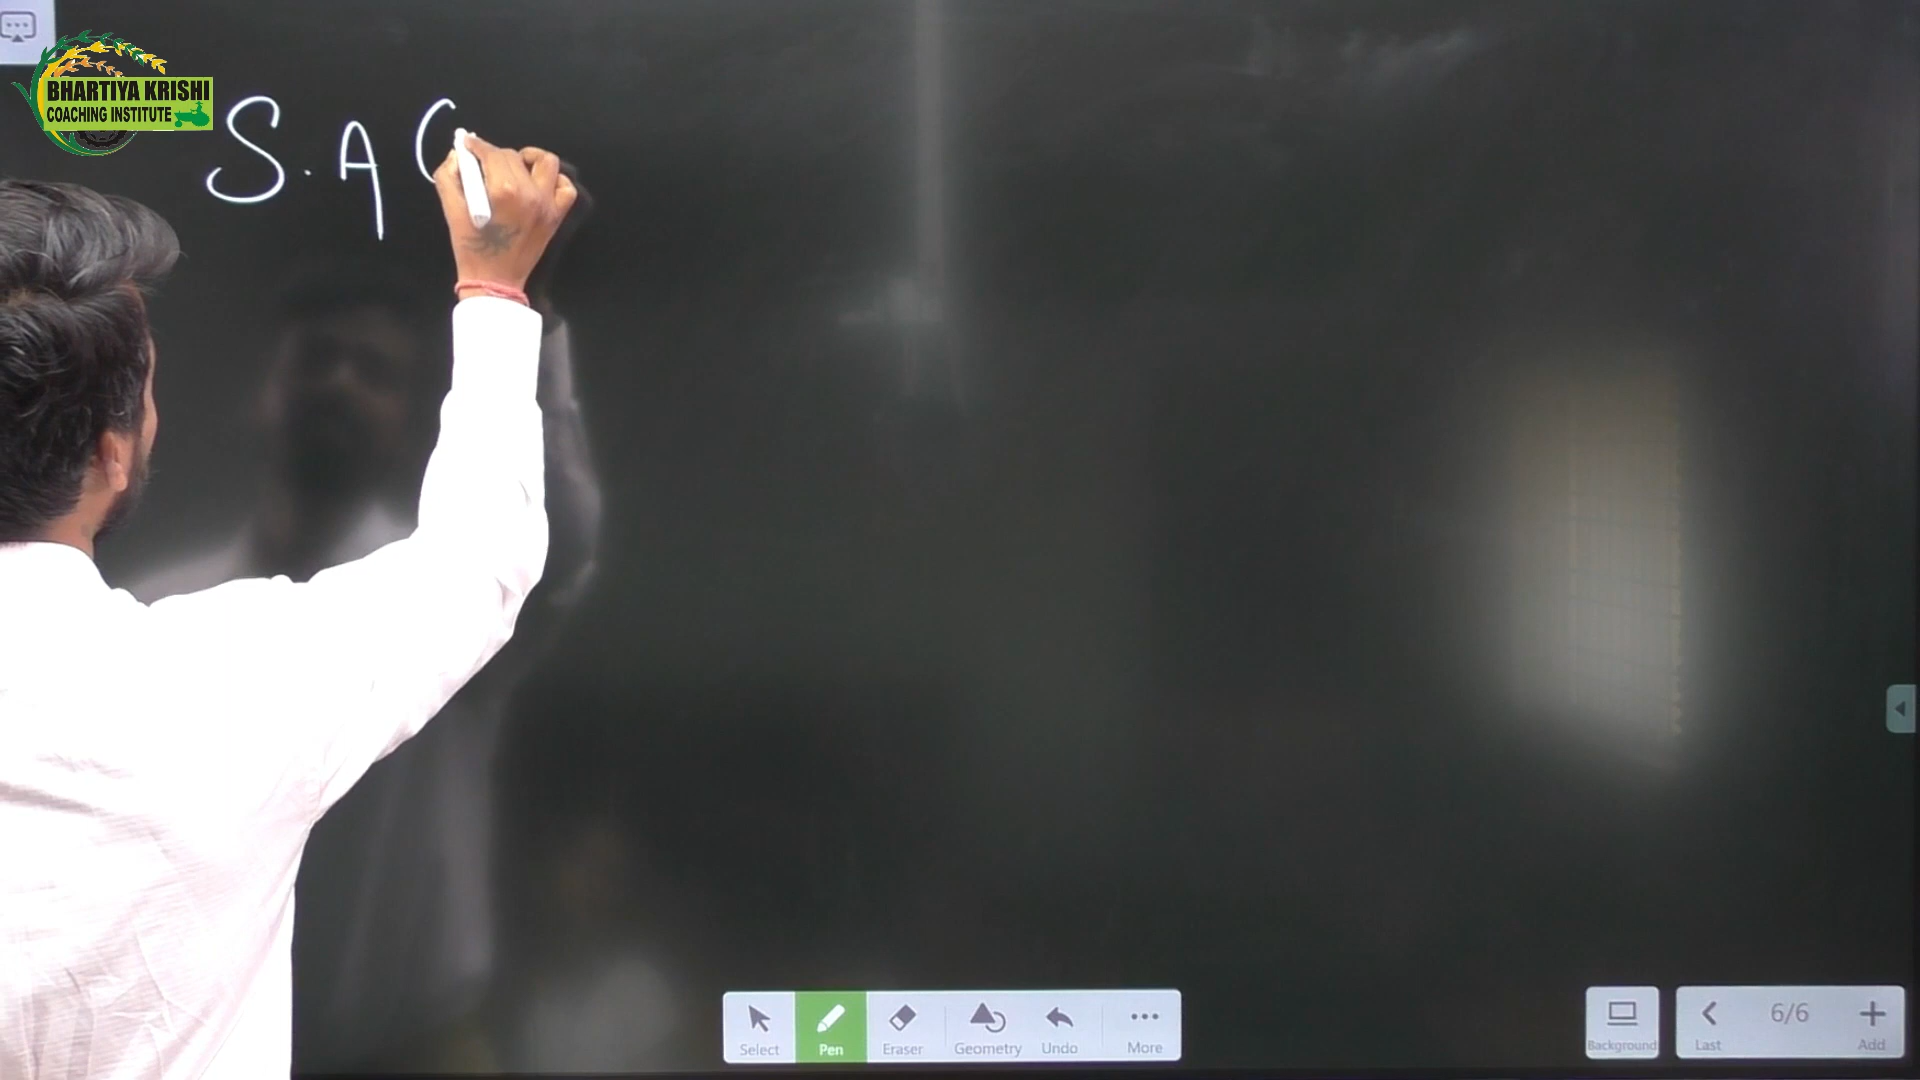 BHARTIYA KRISHI
COACHING INSTITUTE
S. A
Select
Pen
Eraser
Geometry
Undo
More
Background
Last
6/6
Add